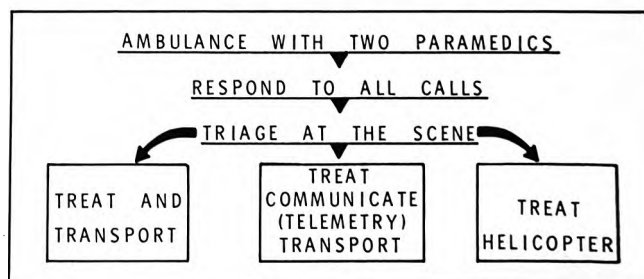 AMBULANCE WITH TWO PARAMEDICS
RESPOND TO ALL CALLS
TRIAGE AT THE SCENE
TREAT AND
TRANSPORT
TREAT
COMMUNICATE
(TELEMETRY)
TRANSPORT
TREAT
HELICOPTER